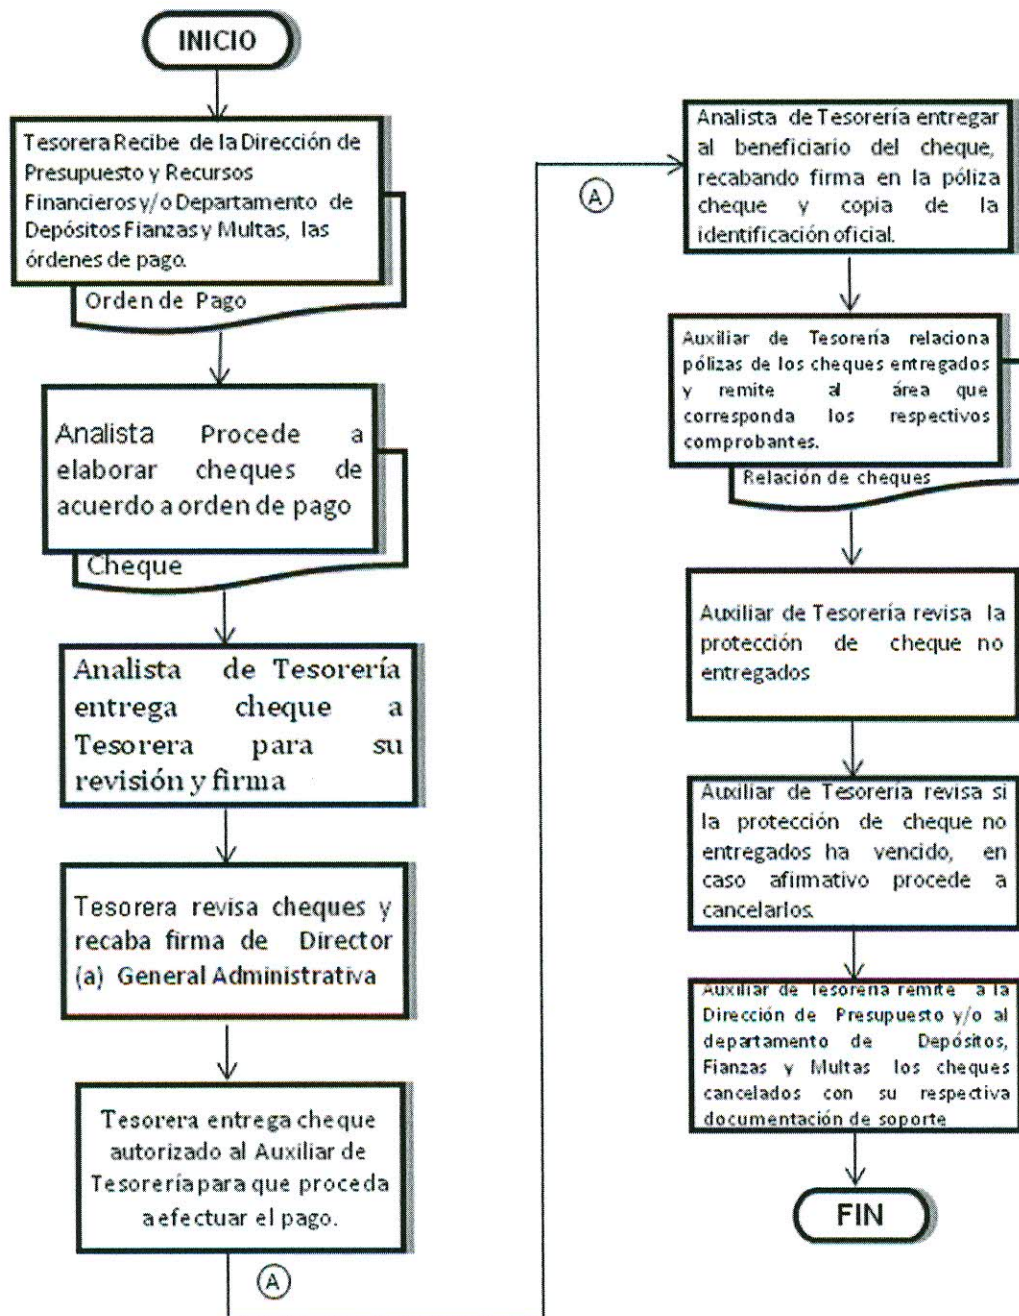 INICIO
Tesorera Recibe de la Dirección de
Presupuesto y Recursos
Financieros y/o Departamento de
Depósitos Fianzas y Multas, las
órdenes de pago.
Orden de Pago
Analista Procede a
elaborar cheques de
acuerdo a orden de pago
Cheque
Analista de Tesorería
entrega cheque a
Tesorera para su
revisión y firma
Tesorera revisa cheques y
recaba firma de Director
(a) General Administrativa
Tesorera entrega cheque
autorizado al Auxiliar de
Tesorería para que proceda
a efectuar el pago.
A
A
Analista de Tesorería entregar
al beneficiario del cheque,
recabando firma en la póliza
cheque y copia de la
identificación oficial.
Auxiliar de Tesorería relaciona
pólizas de los cheques entregados
y remite al área que
corresponda los respectivos
comprobantes.
Relación de cheques
Auxiliar de Tesorería revisa la
protección de cheque no
entregados
Auxiliar de Tesorería revisa si
la protección de cheque no
entregados ha vencido, en
caso afirmativo procede a
cancelarlos.
Auxiliar de Tesorería remite a la
Dirección de Presupuesto y/o al
departamento de Depósitos,
Fianzas y Multas los cheques
cancelados con su respectiva
documentación de soporte
FIN